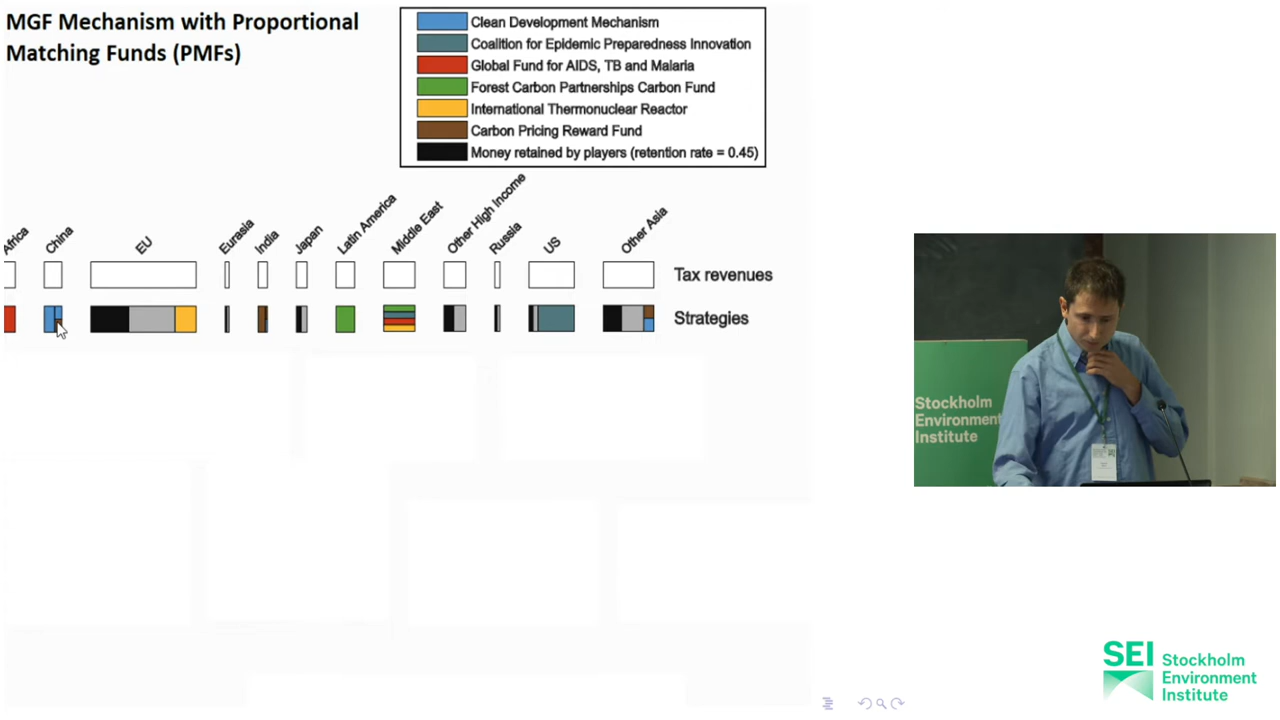 MGF Mechanism with Proportional
Matching Funds (PMFs)
Clean Development Mechanism
Coalition for Epidemic Preparedness Innovation
Global Fund for AIDS, TB and Malaria
Forest Carbon Partnerships Carbon Fund
International Thermonuclear Reactor
Carbon Pricing Reward Fund
Money retained by players (retention rate = 0.45)
Africa
China
EU
Eurasia
India
Japan
Latin America
Middle East
Other High Income
Russia
US
Other Asia
Tax revenues
Strategies
Stockholm
Environment
Institute
SEI Stockholm
Environment
Institute